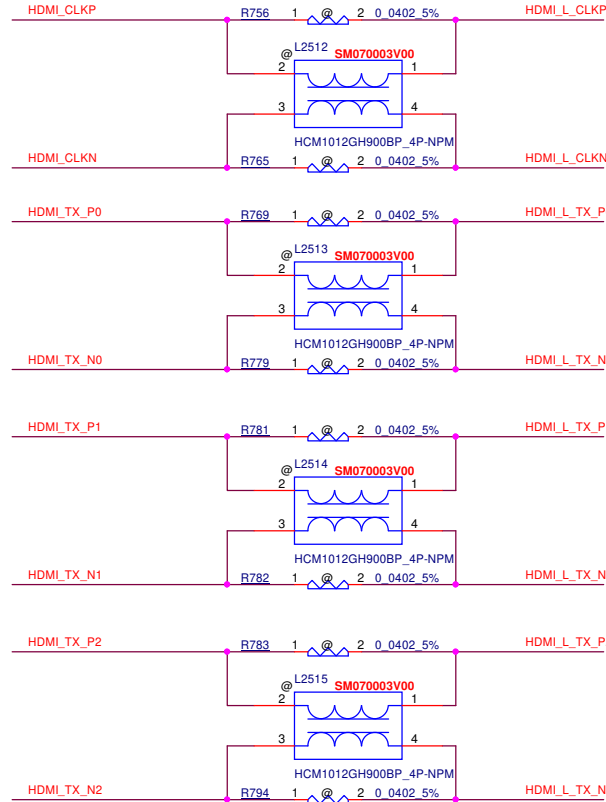 HDMI_CLKP R756 1 @ 2 0_0402_5% HDMI_L_CLKP
@ L2512 SM070003V00
2 1
3 4
HCM1012GH900BP_4P-NPM
HDMI_CLKN R765 1 @ 2 0_0402_5% HDMI_L_CLKN
HDMI_TX_P0 R769 1 @ 2 0_0402_5% HDMI_L_TX_P
@ L2513 SM070003V00
2 1
3 4
HCM1012GH900BP_4P-NPM
HDMI_TX_N0 R779 1 @ 2 0_0402_5% HDMI_L_TX_N
HDMI_TX_P1 R781 1 @ 2 0_0402_5% HDMI_L_TX_P
@ L2514 SM070003V00
2 1
3 4
HCM1012GH900BP_4P-NPM
HDMI_TX_N1 R782 1 @ 2 0_0402_5% HDMI_L_TX_N
HDMI_TX_P2 R783 1 @ 2 0_0402_5% HDMI_L_TX_P
@ L2515 SM070003V00
2 1
3 4
HCM1012GH900BP_4P-NPM
HDMI_TX_N2 R794 1 @ 2 0_0402_5% HDMI_L_TX_N